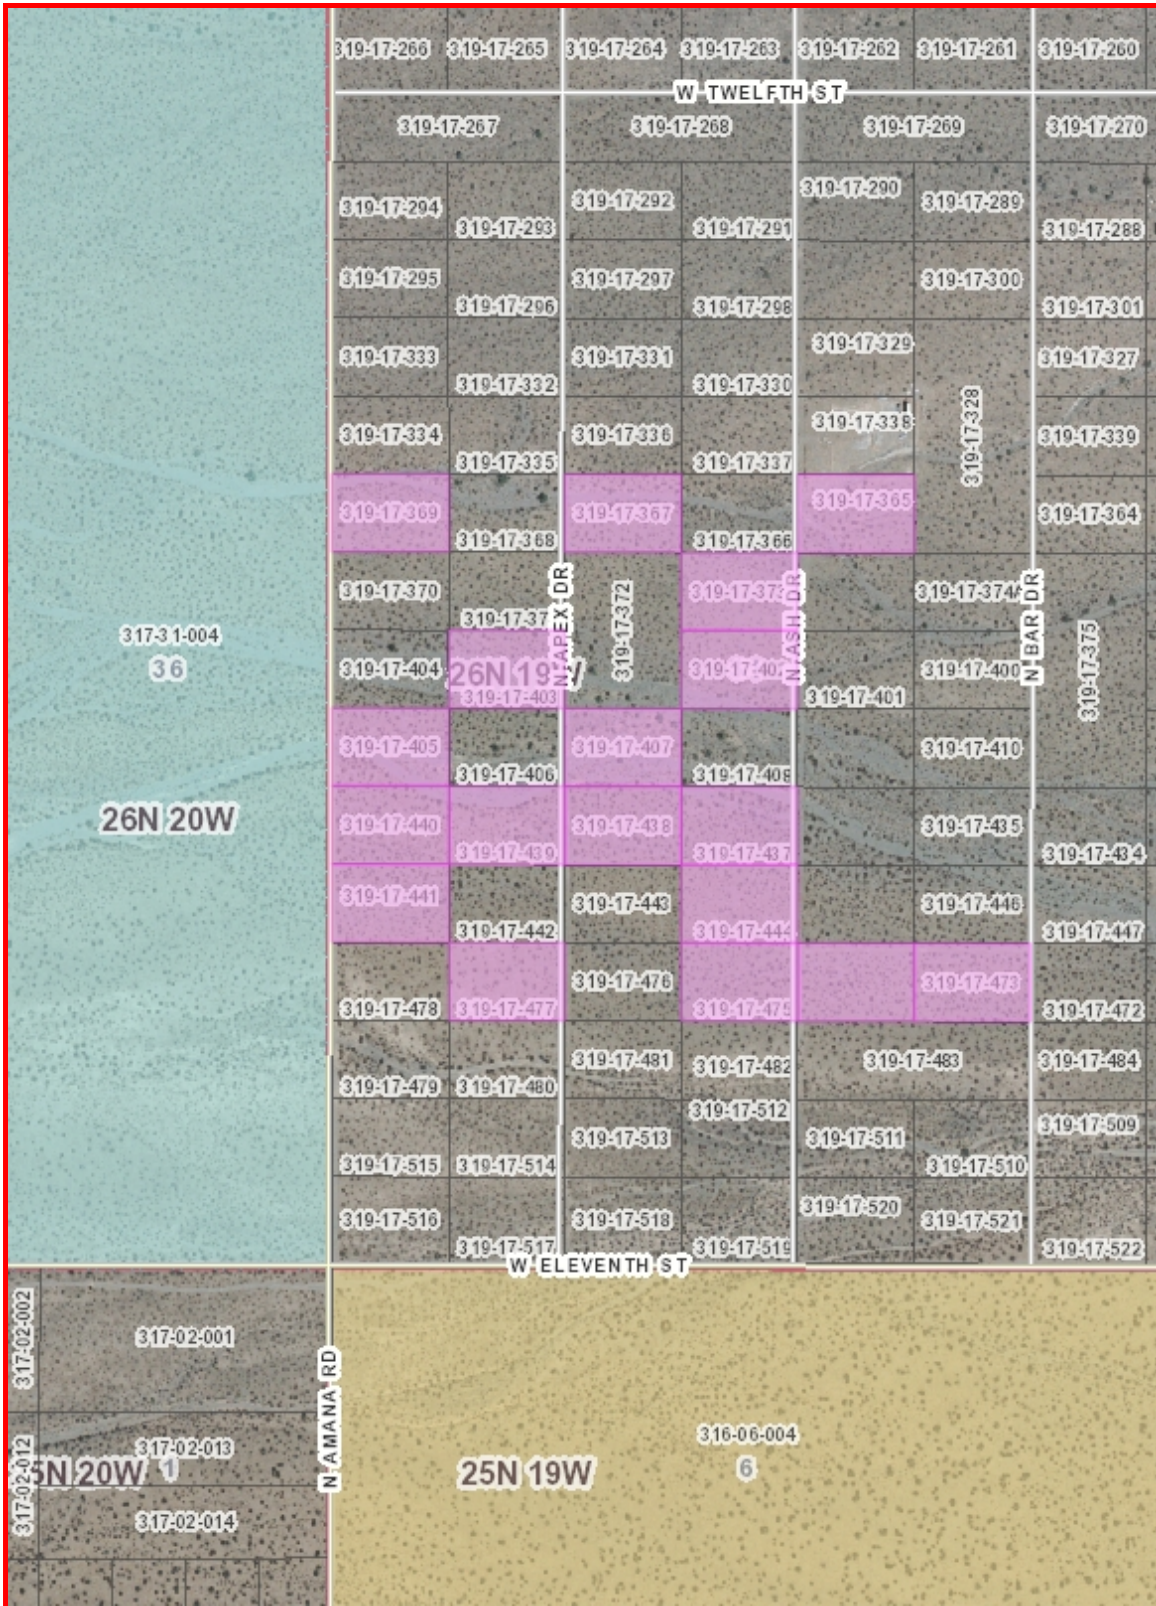 319-17-266 319-17-265 319-17-264 319-17-263 319-17-262 319-17-261 319-17-260
W TWELFTH ST
319-17-267 319-17-268 319-17-269 319-17-270
319-17-294 319-17-293 319-17-292 319-17-291 319-17-290 319-17-289 319-17-288
319-17-295 319-17-296 319-17-297 319-17-298 319-17-300 319-17-301
319-17-333 319-17-332 319-17-331 319-17-330 319-17-329 319-17-328 319-17-327
319-17-334 319-17-335 319-17-336 319-17-337 319-17-338 319-17-339
319-17-369 319-17-368 319-17-367 319-17-366 319-17-365 319-17-364
319-17-370 319-17-37 N APEX DR 319-17-372 319-17-373 N ASH DR 319-17-374A N BAR DR 319-17-375
317-31-004
36
319-17-404 26N 19W 319-17-403 319-17-402 319-17-401 319-17-400
319-17-405 319-17-406 319-17-407 319-17-408 319-17-410
26N 20W
319-17-440 319-17-439 319-17-438 319-17-437 319-17-435 319-17-434
319-17-441 319-17-442 319-17-443 319-17-444 319-17-446 319-17-447
319-17-478 319-17-477 319-17-476 319-17-475 319-17-473 319-17-472
319-17-479 319-17-480 319-17-481 319-17-482 319-17-483 319-17-484
319-17-515 319-17-514 319-17-513 319-17-512 319-17-511 319-17-510 319-17-509
319-17-516 319-17-517 319-17-518 319-17-519 319-17-520 319-17-521 319-17-522
W ELEVENTH ST
317-02-002 317-02-001
N AMANA RD
316-06-004
317-02-012 317-02-013
5N 20W 1 25N 19W 6
317-02-014